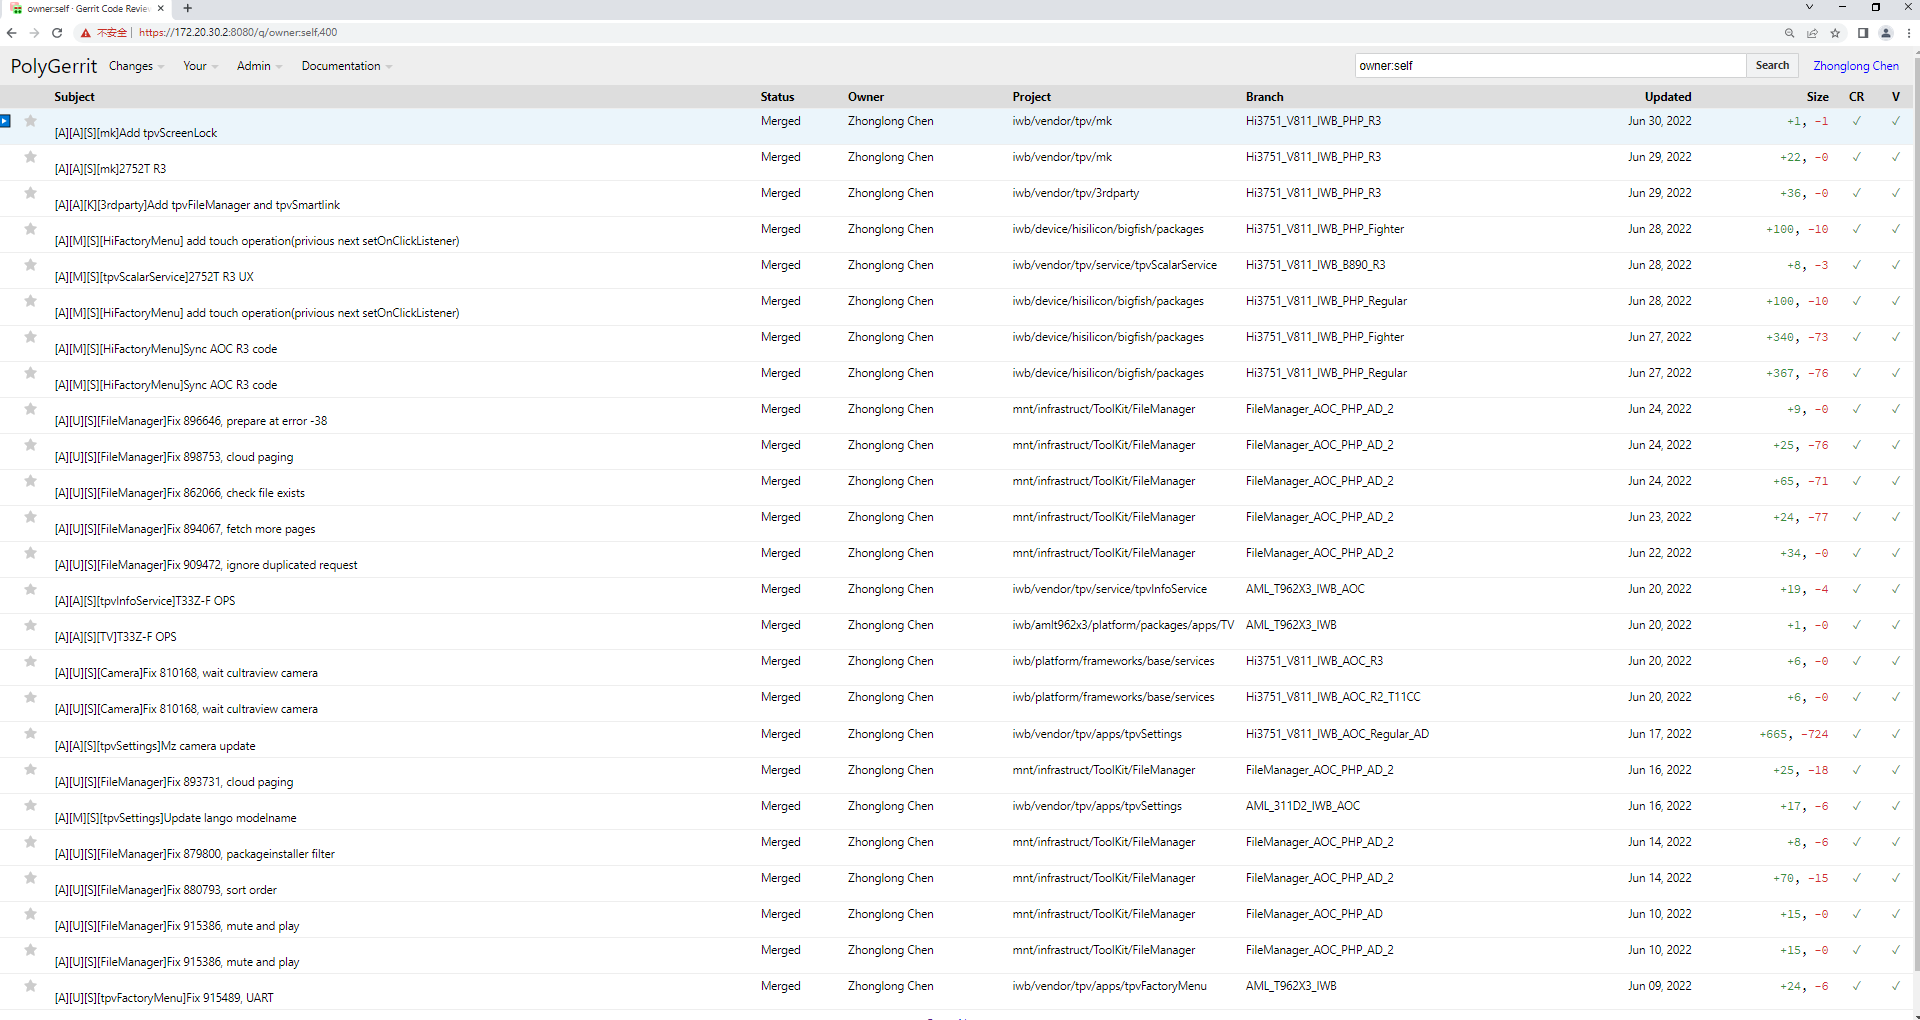 owner:self · Gerrit Code Revie
不安全 | https://172.20.30.2:8080/q/owner:self,400
PolyGerrit Changes Your Admin Documentation owner:self Search Zhonglong Chen
Subject Status Owner Project Branch Updated Size CR V
[A][A][S][mk]Add tpvScreenLock Merged Zhonglong Chen iwb/vendor/tpv/mk Hi3751_V811_IWB_PHP_R3 Jun 30, 2022 +1, -1 ✓ ✓
[A][A][S][mk]2752T R3 Merged Zhonglong Chen iwb/vendor/tpv/mk Hi3751_V811_IWB_PHP_R3 Jun 29, 2022 +22, -0 ✓ ✓
[A][A][K][3rdparty]Add tpvFileManager and tpvSmartlink Merged Zhonglong Chen iwb/vendor/tpv/3rdparty Hi3751_V811_IWB_PHP_R3 Jun 29, 2022 +36, -0 ✓ ✓
[A][M][S][HiFactoryMenu] add touch operation(privious next setOnClickListener) Merged Zhonglong Chen iwb/device/hisilicon/bigfish/packages Hi3751_V811_IWB_PHP_Fighter Jun 28, 2022 +100, -10 ✓ ✓
[A][M][S][tpvScalarService]2752T R3 UX Merged Zhonglong Chen iwb/vendor/tpv/service/tpvScalarService Hi3751_V811_IWB_B890_R3 Jun 28, 2022 +8, -3 ✓ ✓
[A][M][S][HiFactoryMenu] add touch operation(privious next setOnClickListener) Merged Zhonglong Chen iwb/device/hisilicon/bigfish/packages Hi3751_V811_IWB_PHP_Regular Jun 28, 2022 +100, -10 ✓ ✓
[A][M][S][HiFactoryMenu]Sync AOC R3 code Merged Zhonglong Chen iwb/device/hisilicon/bigfish/packages Hi3751_V811_IWB_PHP_Fighter Jun 27, 2022 +340, -73 ✓ ✓
[A][M][S][HiFactoryMenu]Sync AOC R3 code Merged Zhonglong Chen iwb/device/hisilicon/bigfish/packages Hi3751_V811_IWB_PHP_Regular Jun 27, 2022 +367, -76 ✓ ✓
[A][U][S][FileManager]Fix 896646, prepare at error -38 Merged Zhonglong Chen mnt/infrastruct/ToolKit/FileManager FileManager_AOC_PHP_AD_2 Jun 24, 2022 +9, -0 ✓ ✓
[A][U][S][FileManager]Fix 898753, cloud paging Merged Zhonglong Chen mnt/infrastruct/ToolKit/FileManager FileManager_AOC_PHP_AD_2 Jun 24, 2022 +25, -76 ✓ ✓
[A][U][S][FileManager]Fix 862066, check file exists Merged Zhonglong Chen mnt/infrastruct/ToolKit/FileManager FileManager_AOC_PHP_AD_2 Jun 24, 2022 +65, -71 ✓ ✓
[A][U][S][FileManager]Fix 894067, fetch more pages Merged Zhonglong Chen mnt/infrastruct/ToolKit/FileManager FileManager_AOC_PHP_AD_2 Jun 23, 2022 +24, -77 ✓ ✓
[A][U][S][FileManager]Fix 909472, ignore duplicated request Merged Zhonglong Chen mnt/infrastruct/ToolKit/FileManager FileManager_AOC_PHP_AD_2 Jun 22, 2022 +34, -0 ✓ ✓
[A][A][S][tpvInfoService]T33Z-F OPS Merged Zhonglong Chen iwb/vendor/tpv/service/tpvInfoService AML_T962X3_IWB_AOC Jun 20, 2022 +19, -4 ✓ ✓
[A][A][S][TV]T33Z-F OPS Merged Zhonglong Chen iwb/amlt962x3/platform/packages/apps/TV AML_T962X3_IWB Jun 20, 2022 +1, -0 ✓ ✓
[A][U][S][Camera]Fix 810168, wait cultraview camera Merged Zhonglong Chen iwb/platform/frameworks/base/services Hi3751_V811_IWB_AOC_R3 Jun 20, 2022 +6, -0 ✓ ✓
[A][U][S][Camera]Fix 810168, wait cultraview camera Merged Zhonglong Chen iwb/platform/frameworks/base/services Hi3751_V811_IWB_AOC_R2_T11CC Jun 20, 2022 +6, -0 ✓ ✓
[A][A][S][tpvSettings]Mz camera update Merged Zhonglong Chen iwb/vendor/tpv/apps/tpvSettings Hi3751_V811_IWB_AOC_Regular_AD Jun 17, 2022 +665, -724 ✓ ✓
[A][U][S][FileManager]Fix 893731, cloud paging Merged Zhonglong Chen mnt/infrastruct/ToolKit/FileManager FileManager_AOC_PHP_AD_2 Jun 16, 2022 +25, -18 ✓ ✓
[A][M][S][tpvSettings]Update lango modelname Merged Zhonglong Chen iwb/vendor/tpv/apps/tpvSettings AML_311D2_IWB_AOC Jun 16, 2022 +17, -6 ✓ ✓
[A][U][S][FileManager]Fix 879800, packageinstaller filter Merged Zhonglong Chen mnt/infrastruct/ToolKit/FileManager FileManager_AOC_PHP_AD_2 Jun 14, 2022 +8, -6 ✓ ✓
[A][U][S][FileManager]Fix 880793, sort order Merged Zhonglong Chen mnt/infrastruct/ToolKit/FileManager FileManager_AOC_PHP_AD_2 Jun 14, 2022 +70, -15 ✓ ✓
[A][U][S][FileManager]Fix 915386, mute and play Merged Zhonglong Chen mnt/infrastruct/ToolKit/FileManager FileManager_AOC_PHP_AD Jun 10, 2022 +15, -0 ✓ ✓
[A][U][S][FileManager]Fix 915386, mute and play Merged Zhonglong Chen mnt/infrastruct/ToolKit/FileManager FileManager_AOC_PHP_AD_2 Jun 10, 2022 +15, -0 ✓ ✓
[A][U][S][tpvFactoryMenu]Fix 915489, UART Merged Zhonglong Chen iwb/vendor/tpv/apps/tpvFactoryMenu AML_T962X3_IWB Jun 09, 2022 +24, -6 ✓ ✓